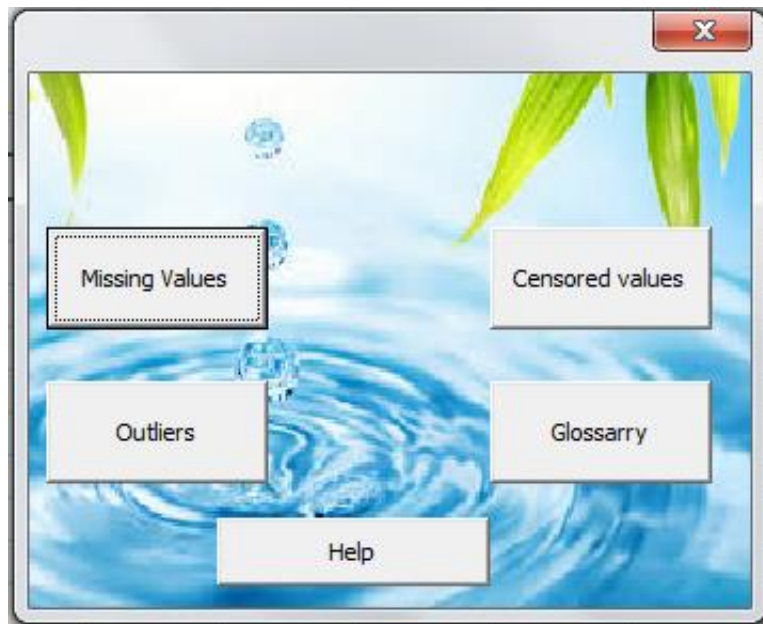 Missing Values
Censored values
Outliers
Glossarry
Help